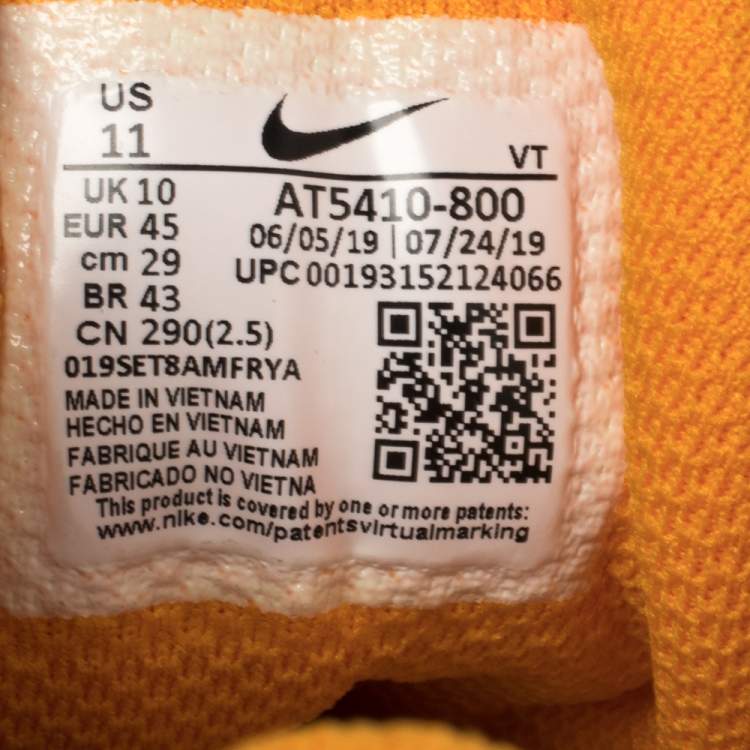 US
11
VT
UK 10
AT5410-800
EUR 45
06/05/19 | 07/24/19
cm 29
UPC 00193152124066
BR 43
CN 290(2.5)
019SET8AMFRYA
MADE IN VIETNAM
HECHO EN VIETNAM
FABRIQUE AU VIETNAM
FABRICADO NO VIETNA
This product is covered by one or more patents:
www.nike.com/patentsvirtualmarking